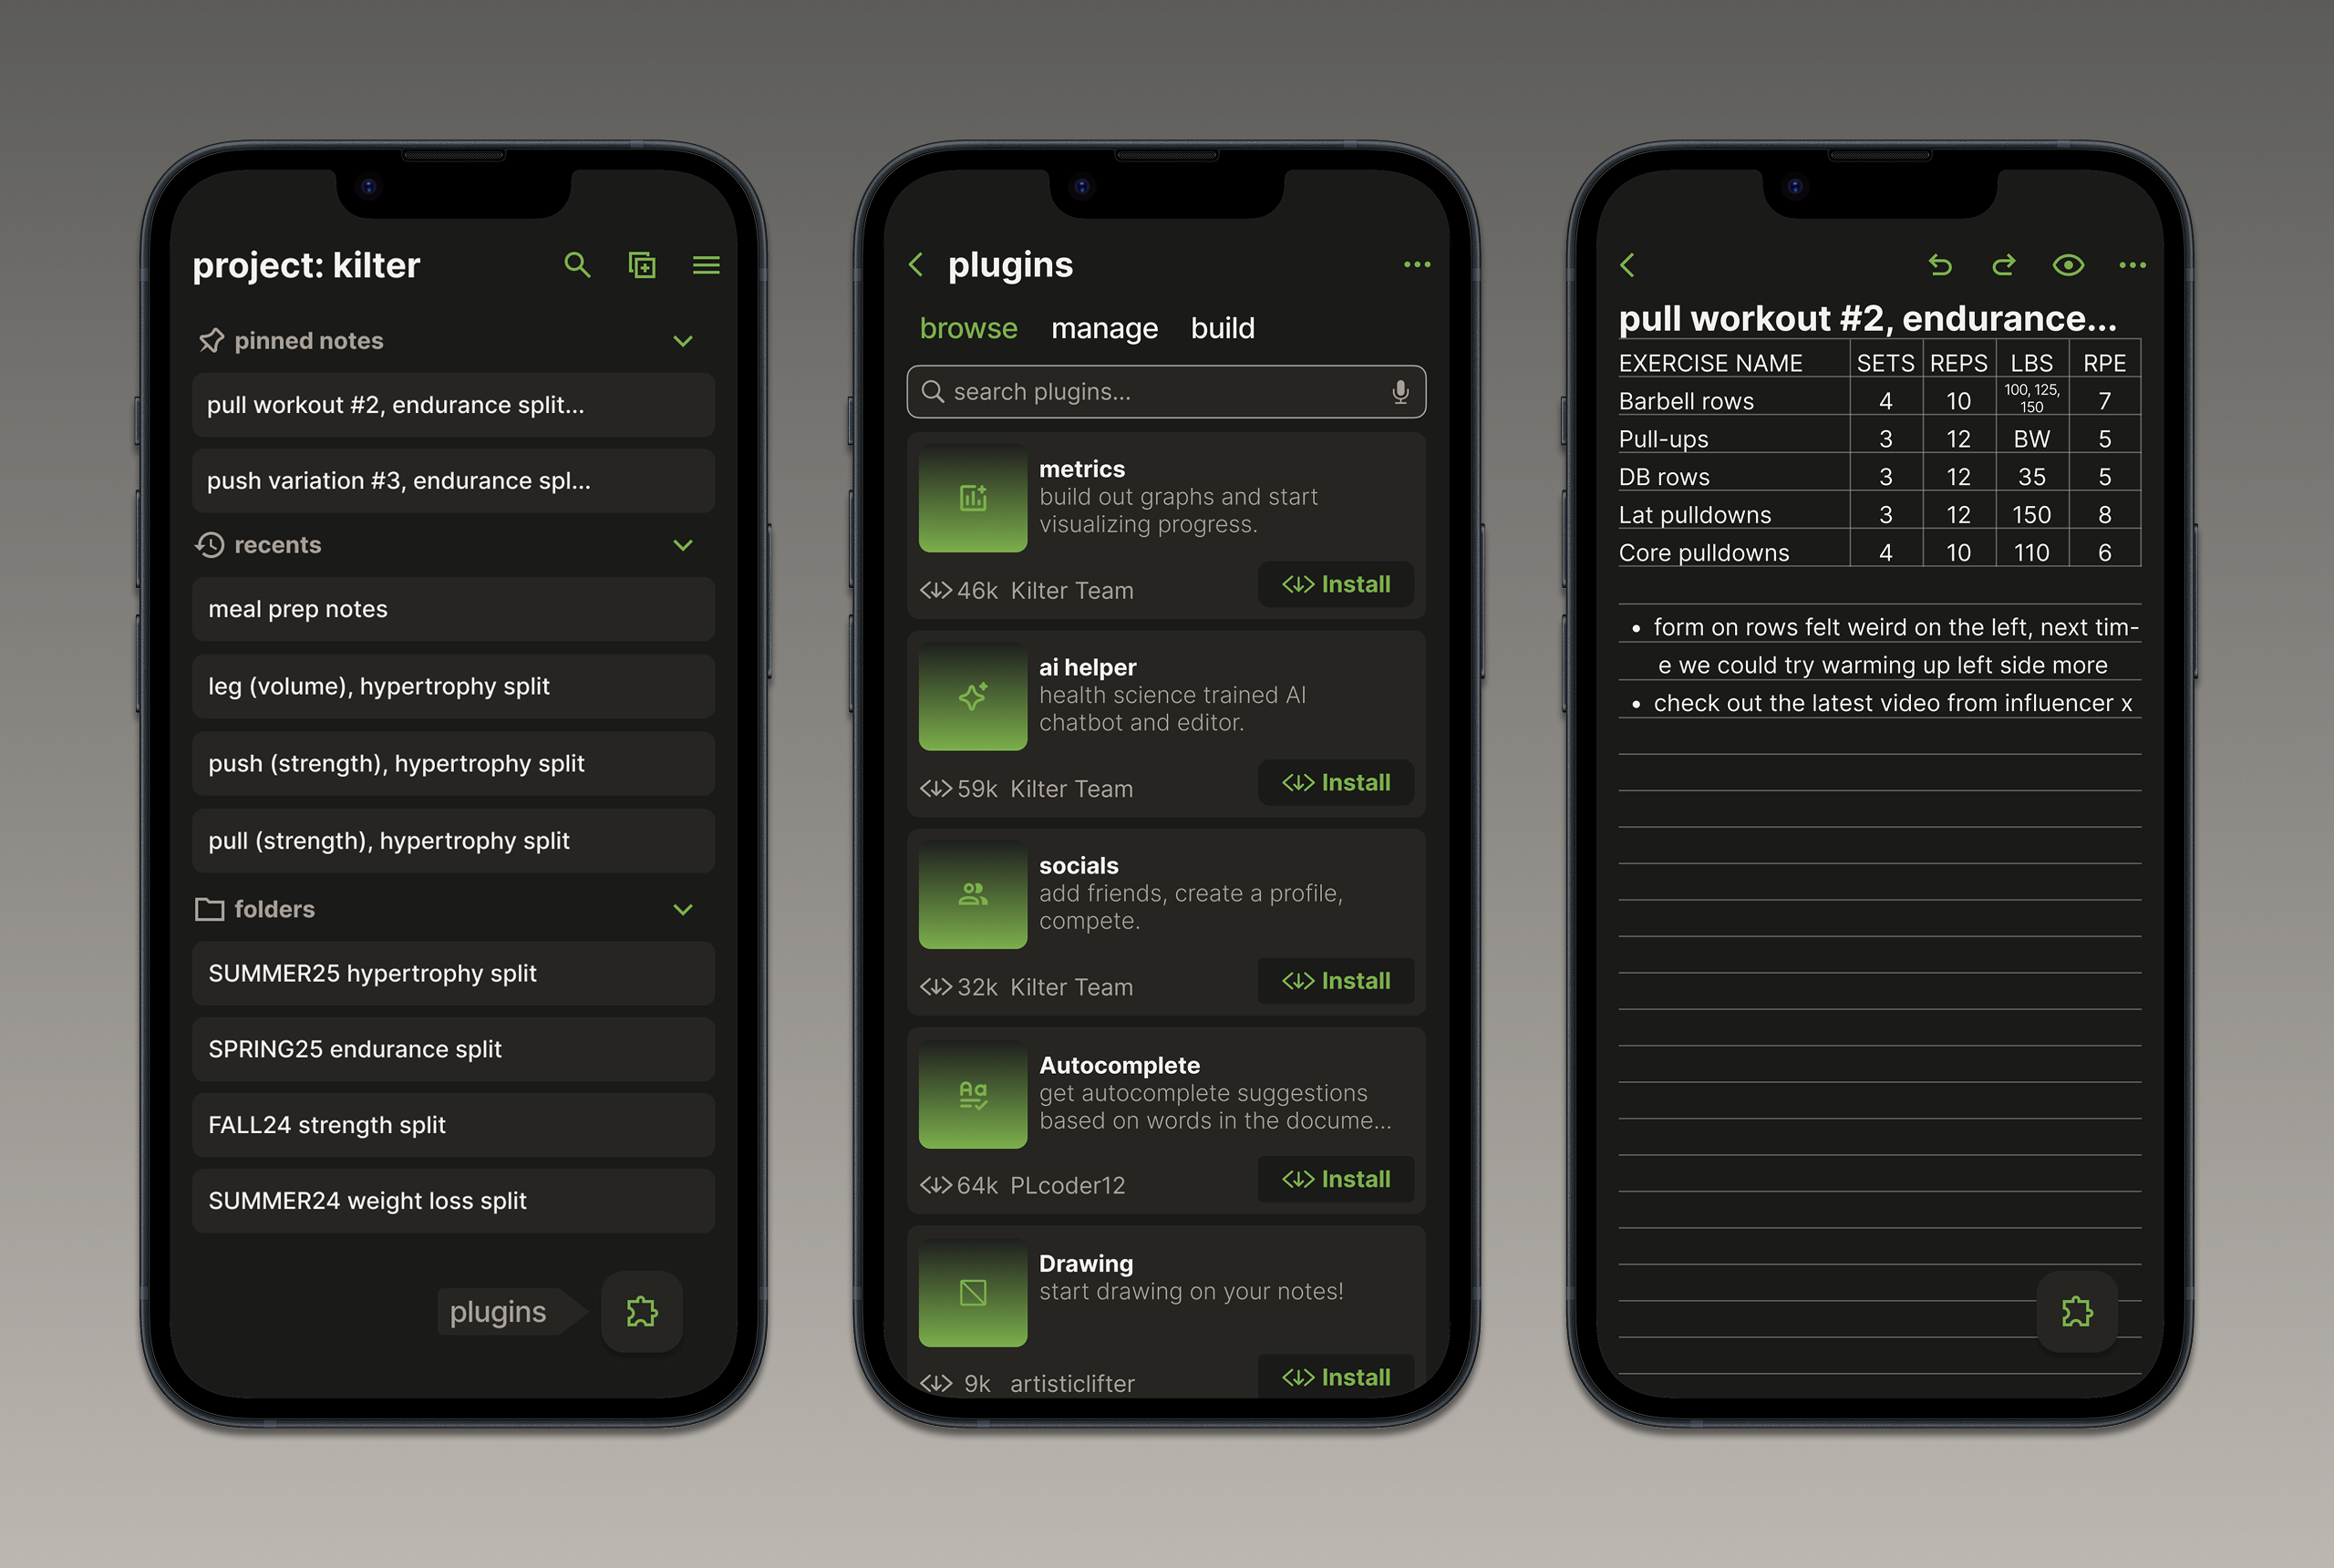 project: kilter
pinned notes
pull workout #2, endurance split...
push variation #3, endurance spl...
recents
meal prep notes
leg (volume), hypertrophy split
push (strength), hypertrophy split
pull (strength), hypertrophy split
folders
SUMMER25 hypertrophy split
SPRING25 endurance split
FALL24 strength split
SUMMER24 weight loss split
plugins
plugins
browse manage build
search plugins...
metrics
build out graphs and start
visualizing progress.
46k Kilter Team Install
ai helper
health science trained AI
chatbot and editor.
59k Kilter Team Install
socials
add friends, create a profile,
compete.
32k Kilter Team Install
Autocomplete
get autocomplete suggestions
based on words in the docume...
64k PLcoder12 Install
Drawing
start drawing on your notes!
9k artisticlifter Install
pull workout #2, endurance...
EXERCISE NAME SETS REPS LBS RPE
Barbell rows 4 10 100, 125, 150 7
Pull-ups 3 12 BW 5
DB rows 3 12 35 5
Lat pulldowns 3 12 150 8
Core pulldowns 4 10 110 6
• form on rows felt weird on the left, next tim-
e we could try warming up left side more
• check out the latest video from influencer x